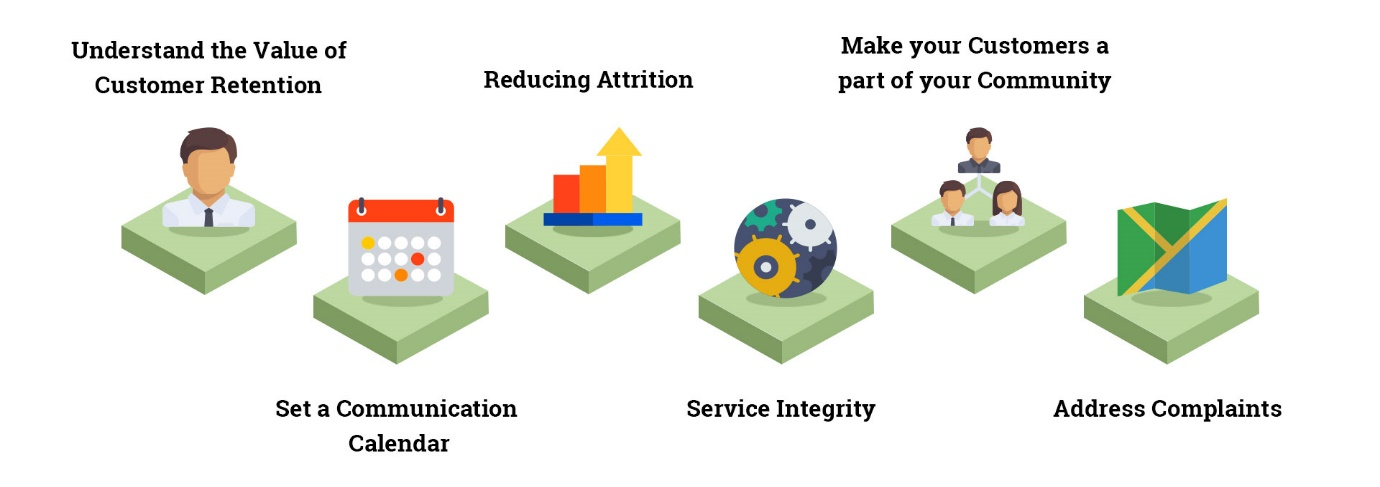 Understand the Value of
Customer Retention
Set a Communication
Calendar
Reducing Attrition
Service Integrity
Make your Customers a
part of your Community
Address Complaints